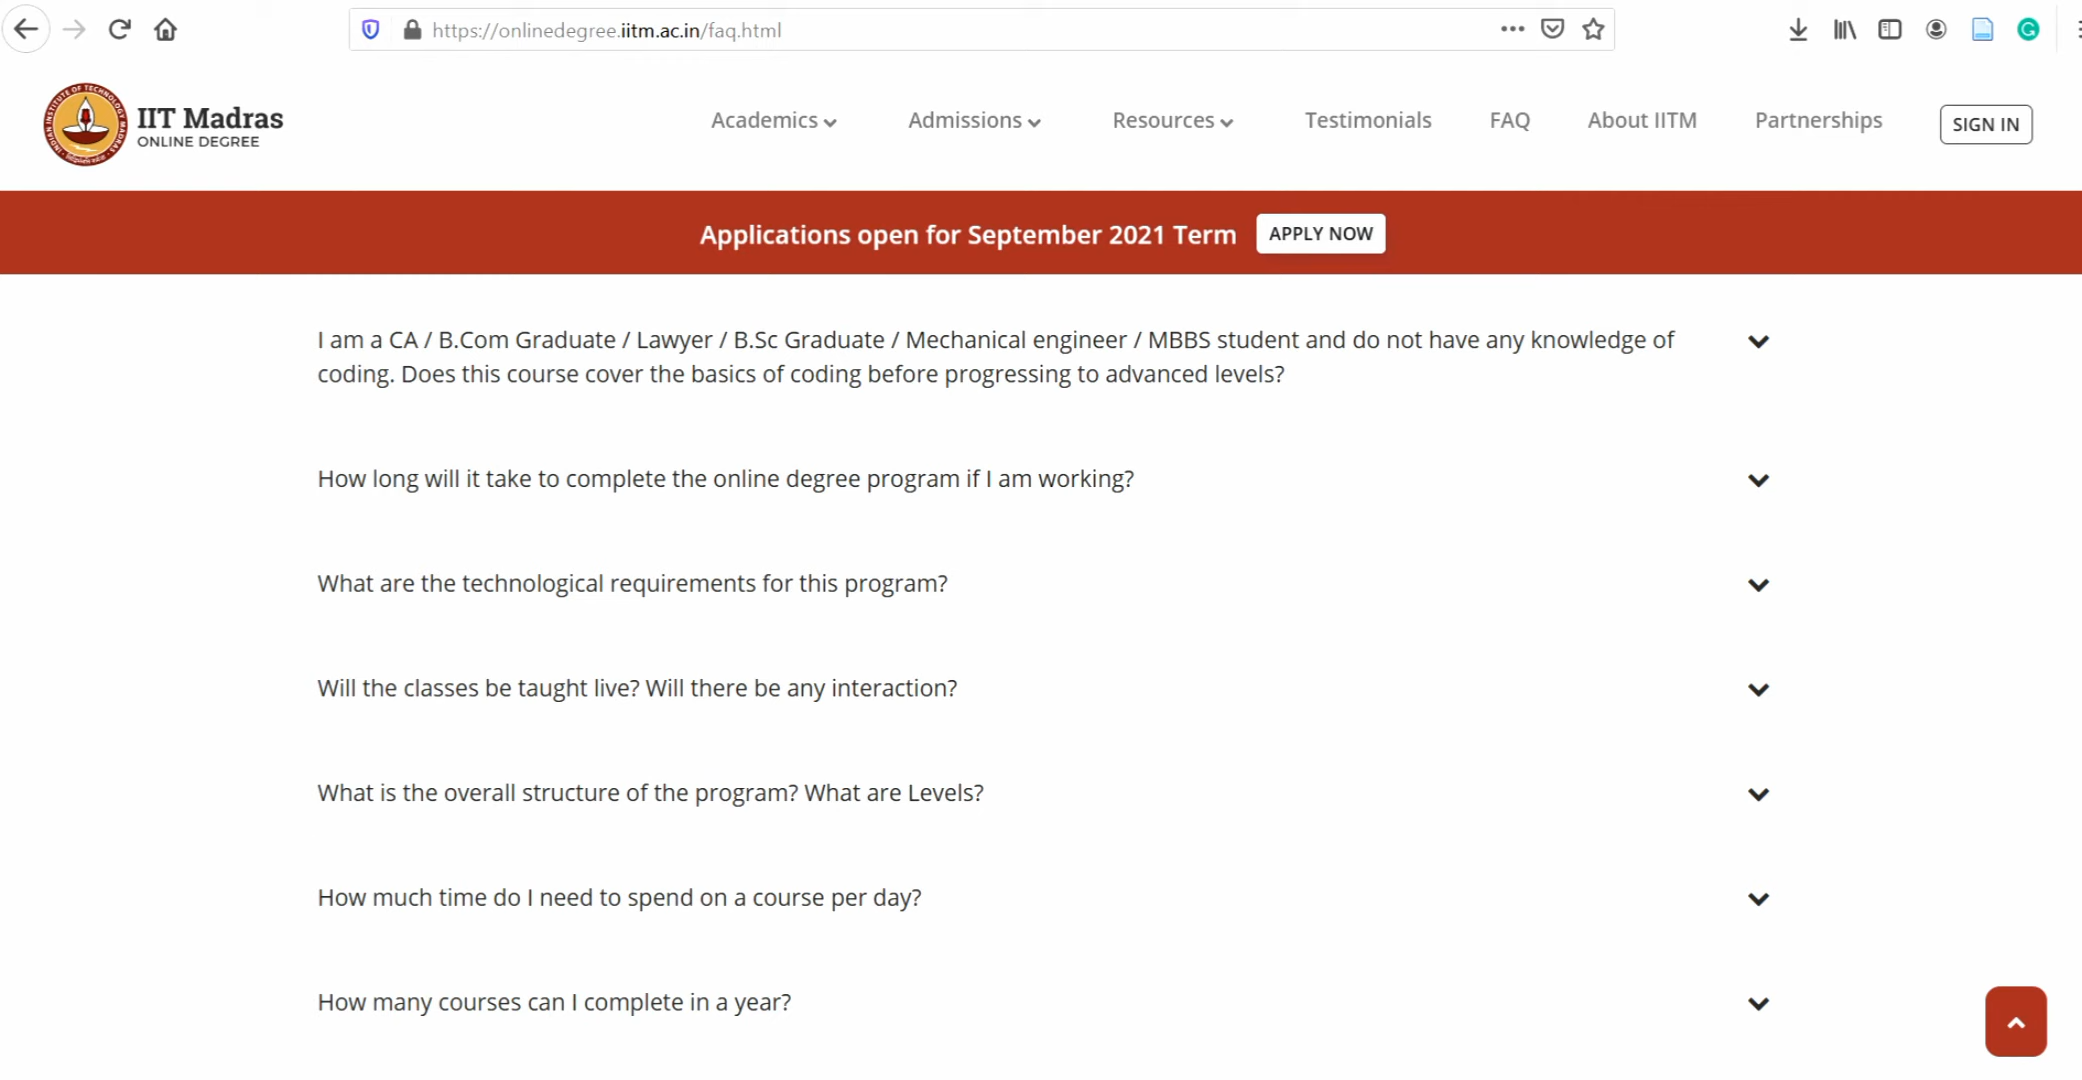 https://onlinedegree.iitm.ac.in/faq.html
IIT Madras
ONLINE DEGREE
Academics
Admissions
Resources
Testimonials
FAQ
About IITM
Partnerships
SIGN IN
Applications open for September 2021 Term
APPLY NOW
I am a CA / B.Com Graduate / Lawyer / B.Sc Graduate / Mechanical engineer / MBBS student and do not have any knowledge of
coding. Does this course cover the basics of coding before progressing to advanced levels?
How long will it take to complete the online degree program if I am working?
What are the technological requirements for this program?
Will the classes be taught live? Will there be any interaction?
What is the overall structure of the program? What are Levels?
How much time do I need to spend on a course per day?
How many courses can I complete in a year?